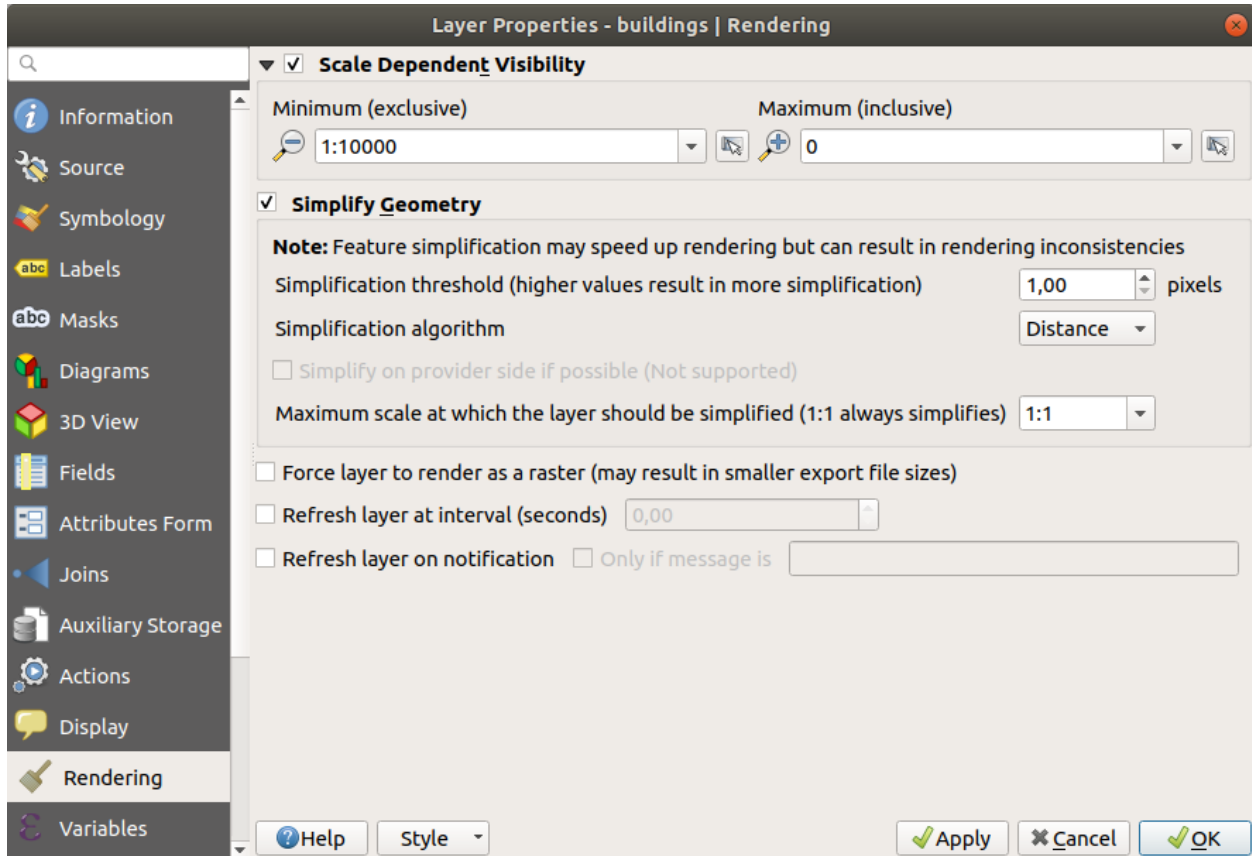 Layer Properties - buildings | Rendering
Information
Source
Symbology
abc Labels
abc Masks
Diagrams
3D View
Fields
Attributes Form
Joins
Auxiliary Storage
Actions
Display
Rendering
Variables
Scale Dependent Visibility
Minimum (exclusive) Maximum (inclusive)
1:10000 0
Simplify Geometry
Note: Feature simplification may speed up rendering but can result in rendering inconsistencies
Simplification threshold (higher values result in more simplification) 1,00 pixels
Simplification algorithm Distance
Simplify on provider side if possible (Not supported)
Maximum scale at which the layer should be simplified (1:1 always simplifies) 1:1
Force layer to render as a raster (may result in smaller export file sizes)
Refresh layer at interval (seconds) 0,00
Refresh layer on notification Only if message is
Help Style Apply Cancel OK